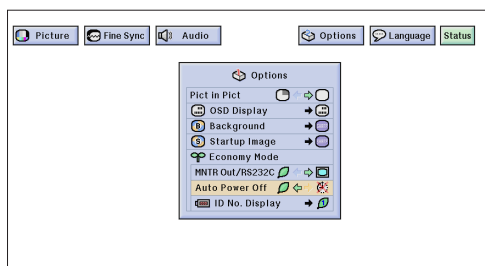 Picture Fine Sync Audio Options Language Status
Options
Pict in Pict
OSD Display
B Background
S Startup Image
Economy Mode
MNTR Out/RS232C
Auto Power Off
ID No. Display 1